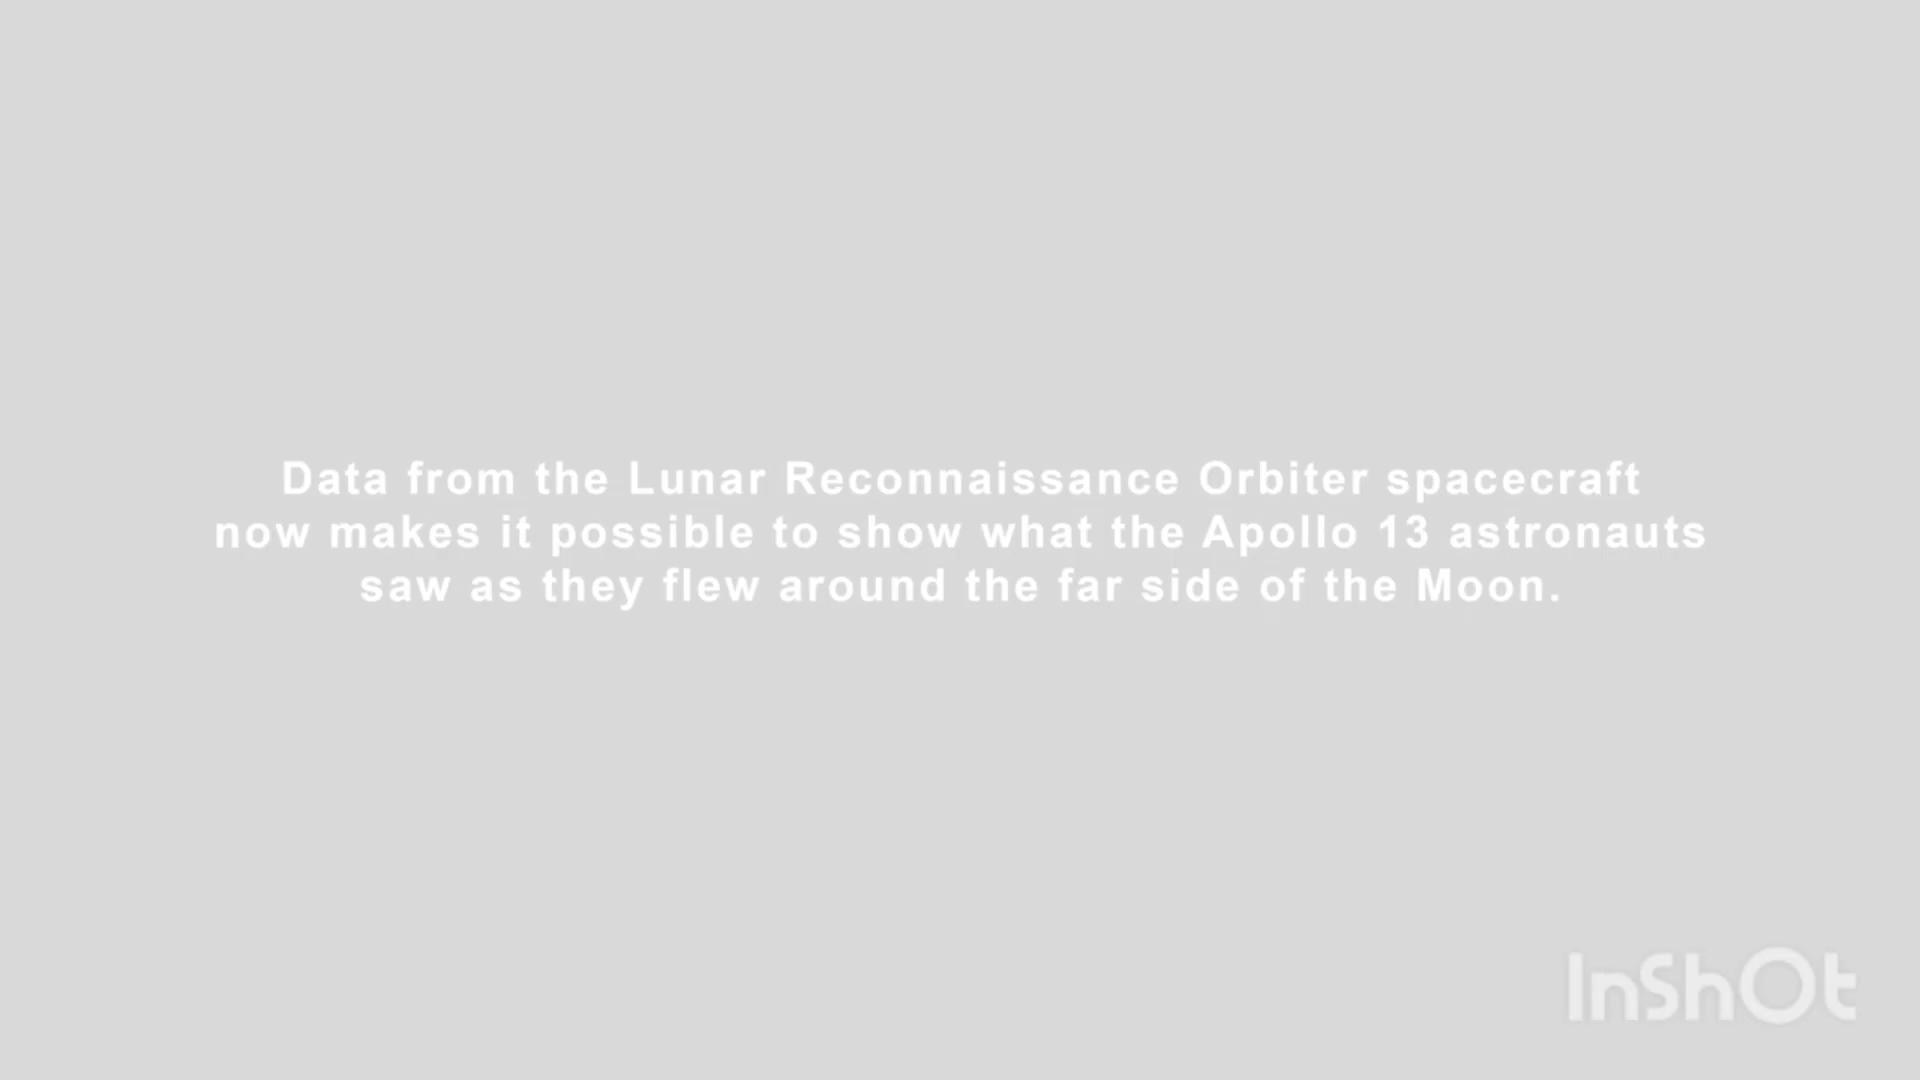 Data from the Lunar Reconnaissance Orbiter spacecraft
now makes it possible to show what the Apollo 13 astronauts
saw as they flew around the far side of the Moon.
InShOt